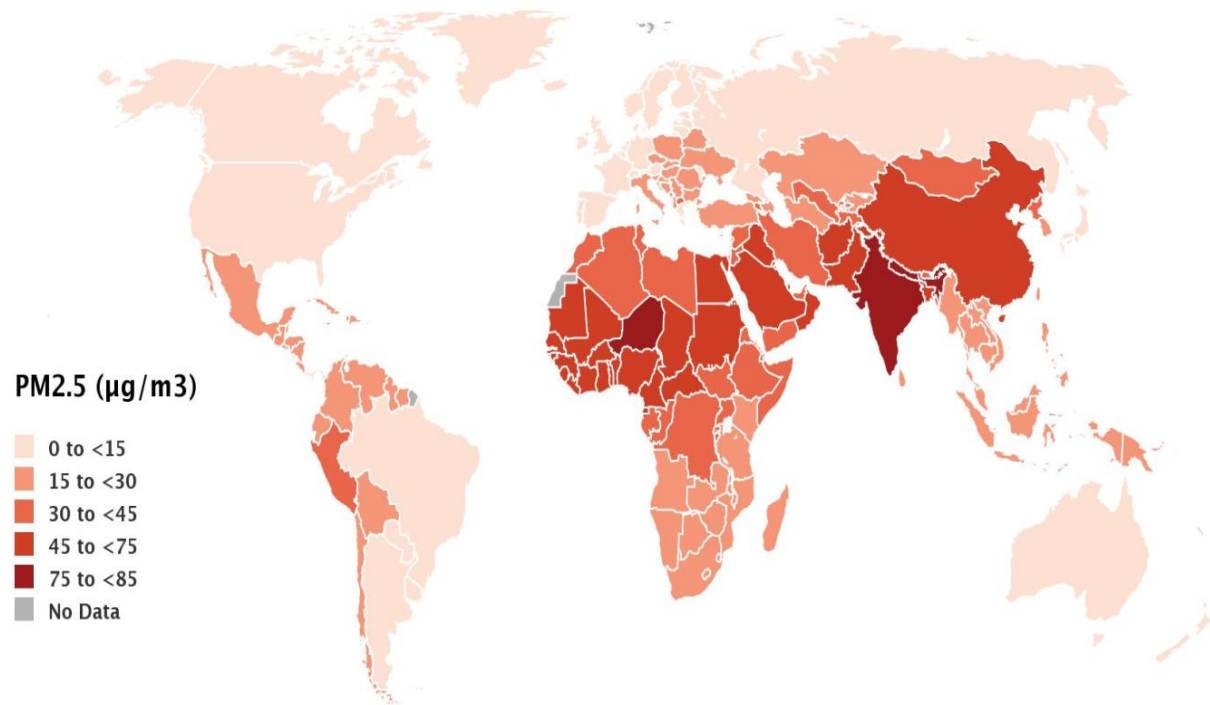 PM2.5 (µg/m3)
0 to <15
15 to <30
30 to <45
45 to <75
75 to <85
No Data